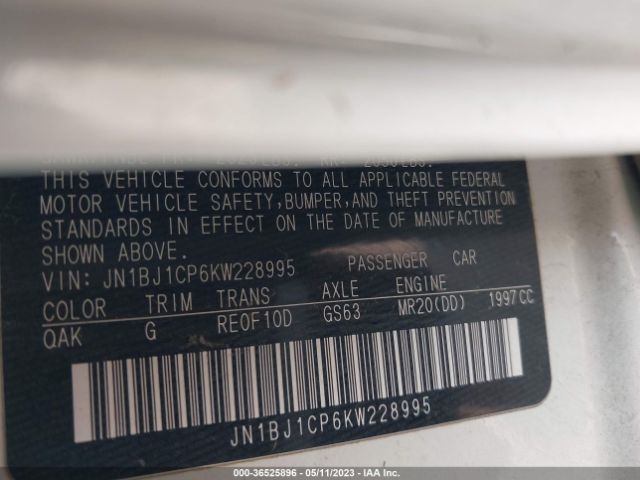 THIS VEHICLE CONFORMS TO ALL APPLICABLE FEDERAL
MOTOR VEHICLE SAFETY, BUMPER, AND THEFT PREVENTION
STANDARDS IN EFFECT ON THE DATE OF MANUFACTURE
SHOWN ABOVE.
VIN: JN1BJ1CP6KW228995 PASSENGER CAR
COLOR TRIM TRANS AXLE ENGINE
QAK G RE0F10D GS63 MR20(DD) 1997CC
JN1BJ1CP6KW228995
000-36525896 - 05/11/2023 - IAA Inc.